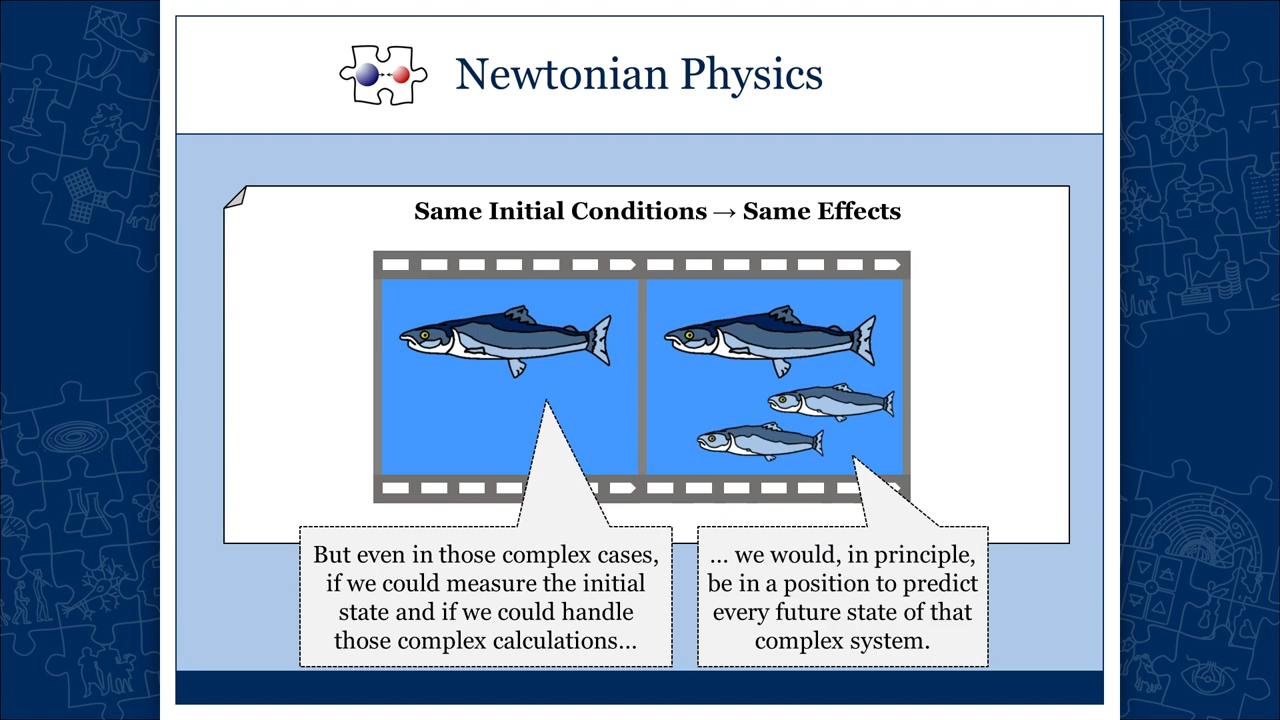 Newtonian Physics
Same Initial Conditions → Same Effects
But even in those complex cases,
if we could measure the initial
state and if we could handle
those complex calculations...
... we would, in principle,
be in a position to predict
every future state of that
complex system.